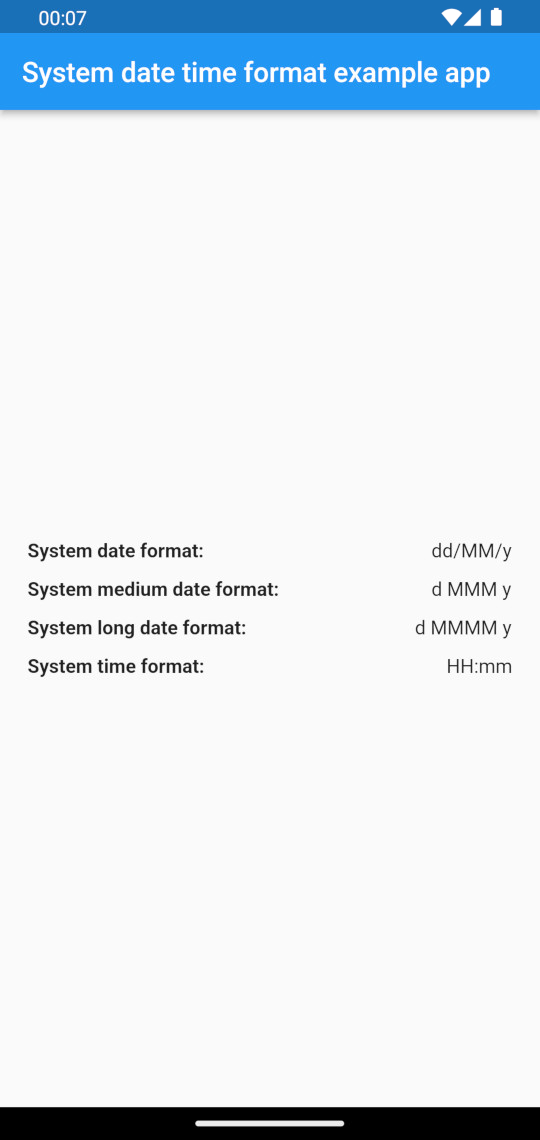 00:07
System date time format example app
System date format: dd/MM/y
System medium date format: d MMM y
System long date format: d MMMM y
System time format: HH:mm